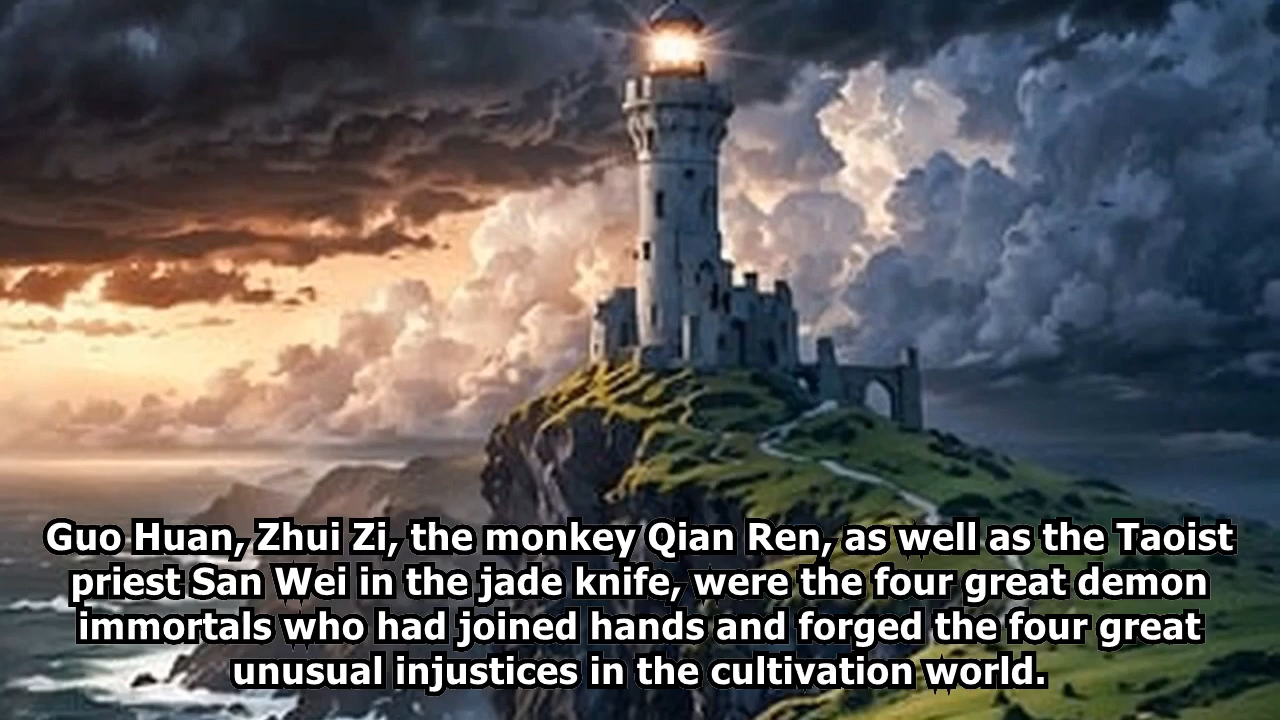 Guo Huan, Zhui Zi, the monkey Qian Ren, as well as the Taoist
priest San Wei in the jade knife, were the four great demon
immortals who had joined hands and forged the four great
unusual injustices in the cultivation world.